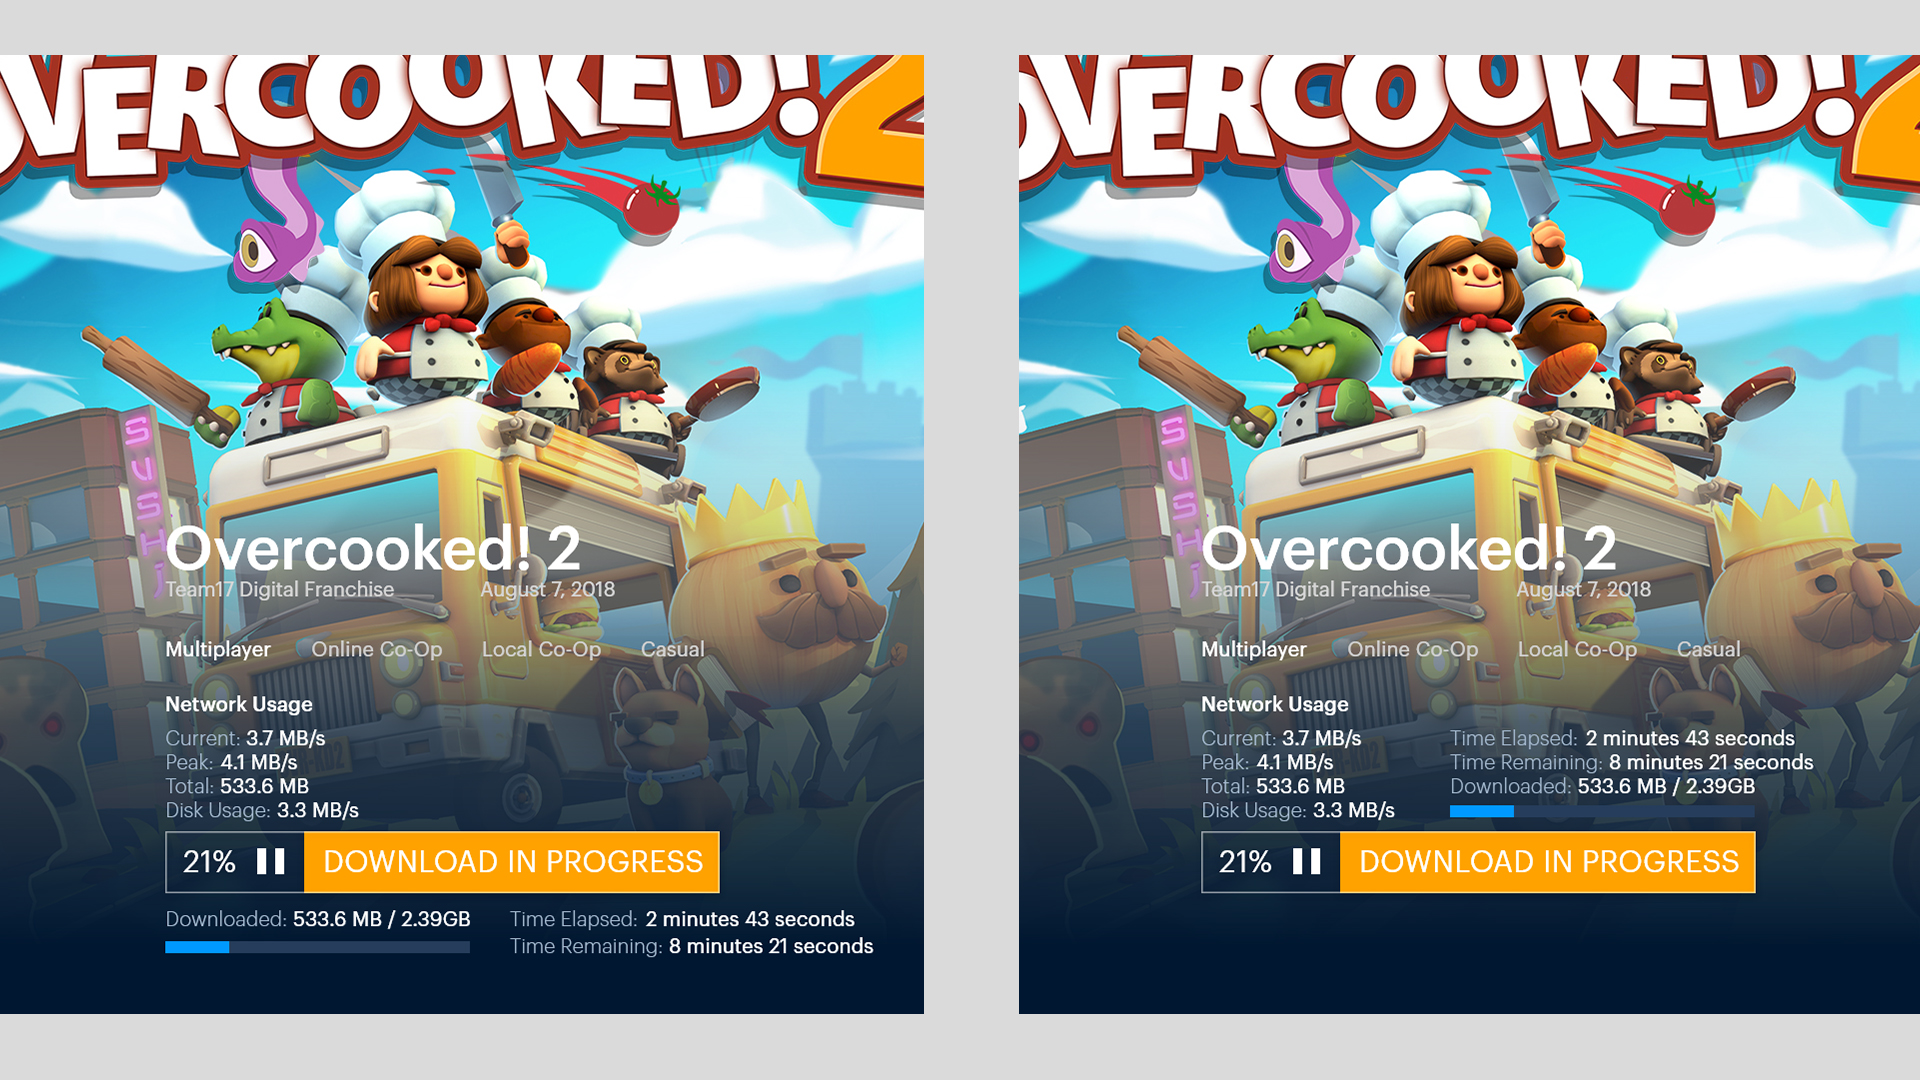 OVERCOOKED! 2
SUSHI
Overcooked! 2
Team17 Digital Franchise August 7, 2018
Multiplayer Online Co-Op Local Co-Op Casual
Network Usage
Current: 3.7 MB/s
Peak: 4.1 MB/s
Total: 533.6 MB
Disk Usage: 3.3 MB/s
21% DOWNLOAD IN PROGRESS
Downloaded: 533.6 MB / 2.39GB Time Elapsed: 2 minutes 43 seconds
Time Remaining: 8 minutes 21 seconds
OVERCOOKED! 2
SUSHI
Overcooked! 2
Team17 Digital Franchise August 7, 2018
Multiplayer Online Co-Op Local Co-Op Casual
Network Usage
Current: 3.7 MB/s Time Elapsed: 2 minutes 43 seconds
Peak: 4.1 MB/s Time Remaining: 8 minutes 21 seconds
Total: 533.6 MB Downloaded: 533.6 MB / 2.39GB
Disk Usage: 3.3 MB/s
21% DOWNLOAD IN PROGRESS